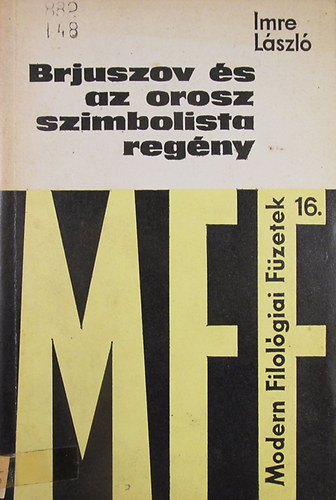 882
148
Imre
László
Brjuszov és
az orosz
szimbolista
regény
MFF
Modern Filológiai Füzetek 16.